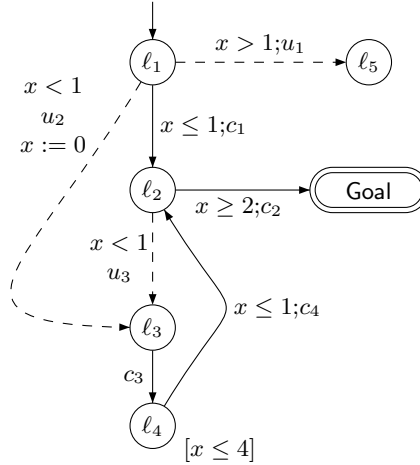 ℓ₁
x > 1;u₁
ℓ₅
x < 1
u₂
x := 0
x ≤ 1;c₁
ℓ₂
x ≥ 2;c₂
Goal
x < 1
u₃
ℓ₃
x ≤ 1;c₄
c₃
ℓ₄
[x ≤ 4]